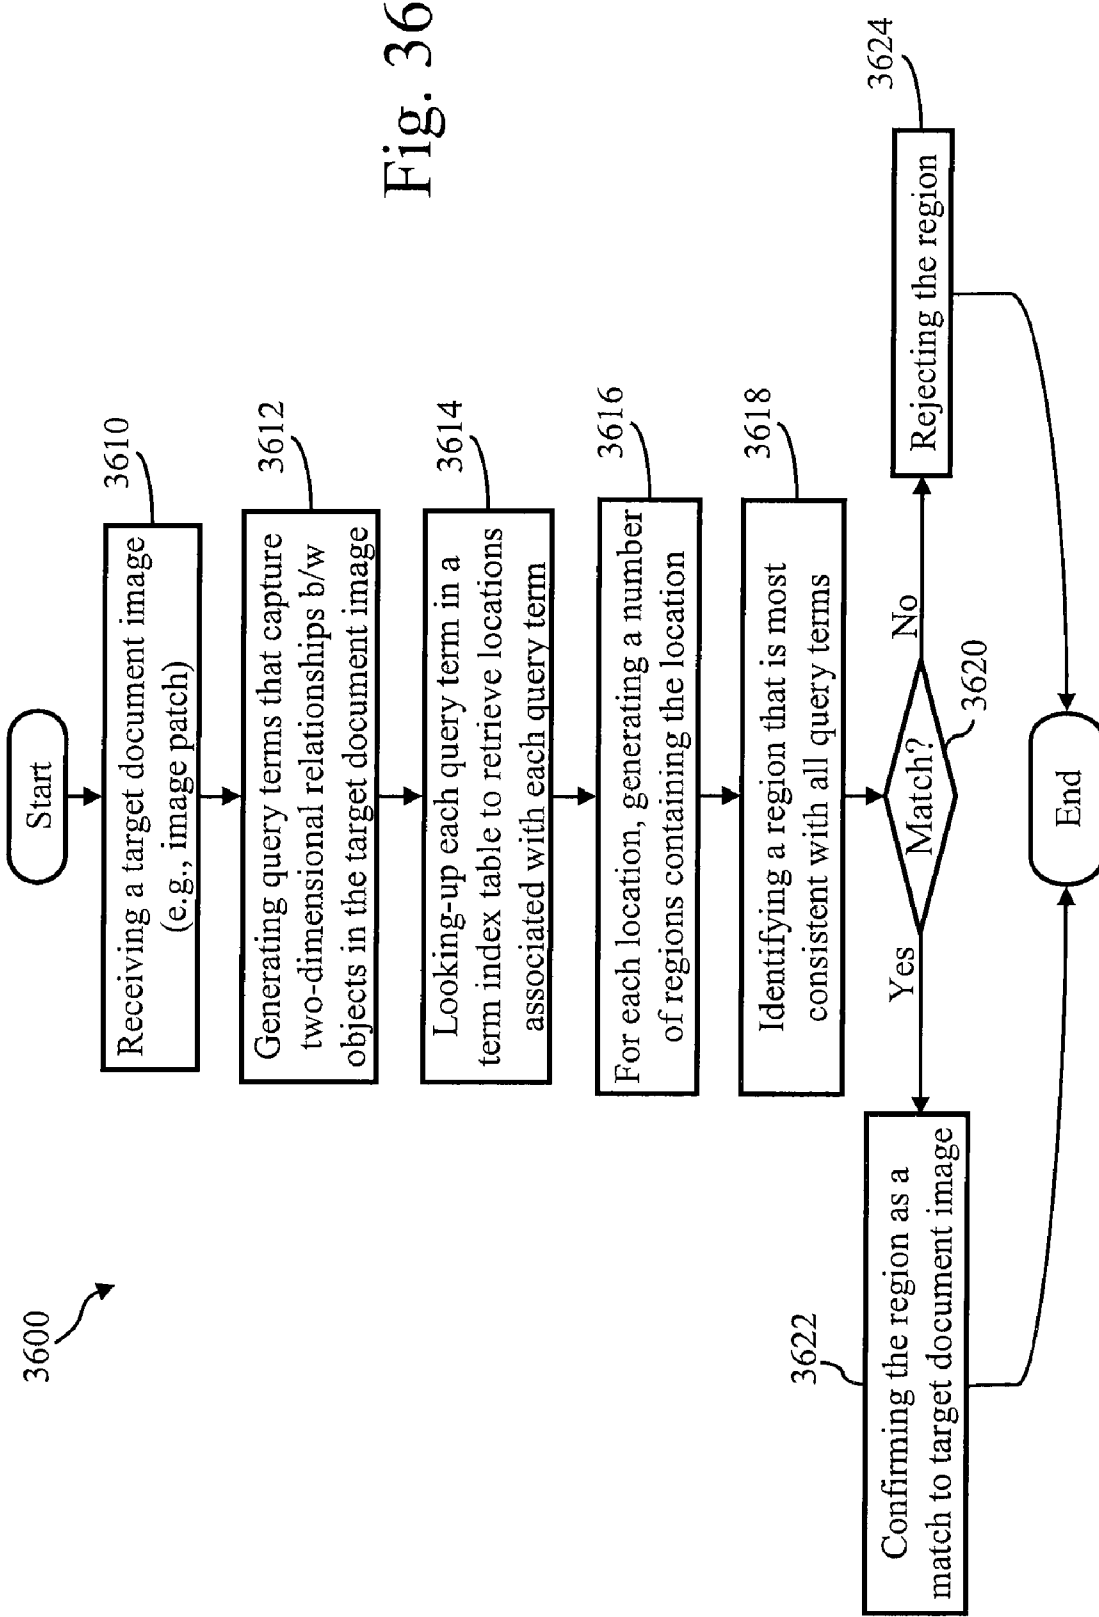 Fig. 36
3600
Start
3610
Receiving a target document image
(e.g., image patch)
3612
Generating query terms that capture
two-dimensional relationships b/w
objects in the target document image
3614
Looking-up each query term in a
term index table to retrieve locations
associated with each query term
3616
For each location, generating a number
of regions containing the location
3618
Identifying a region that is most
consistent with all query terms
Match?
3620
Yes
No
3622
Confirming the region as a
match to target document image
3624
Rejecting the region
End